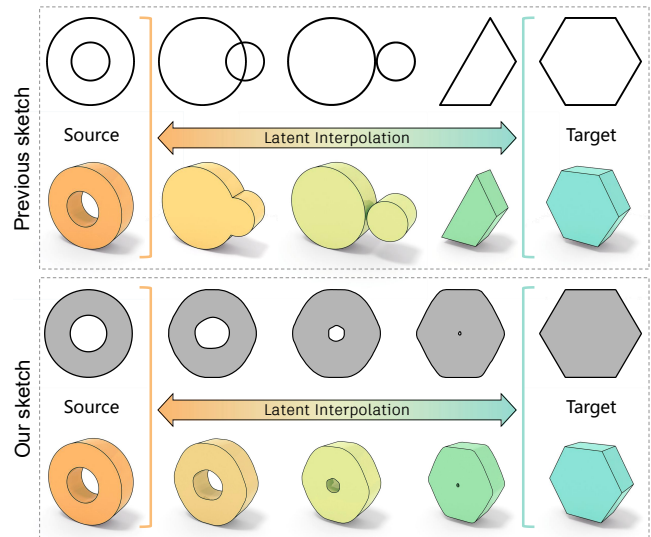 Previous sketch
Source
Latent Interpolation
Target
Our sketch
Source
Latent Interpolation
Target